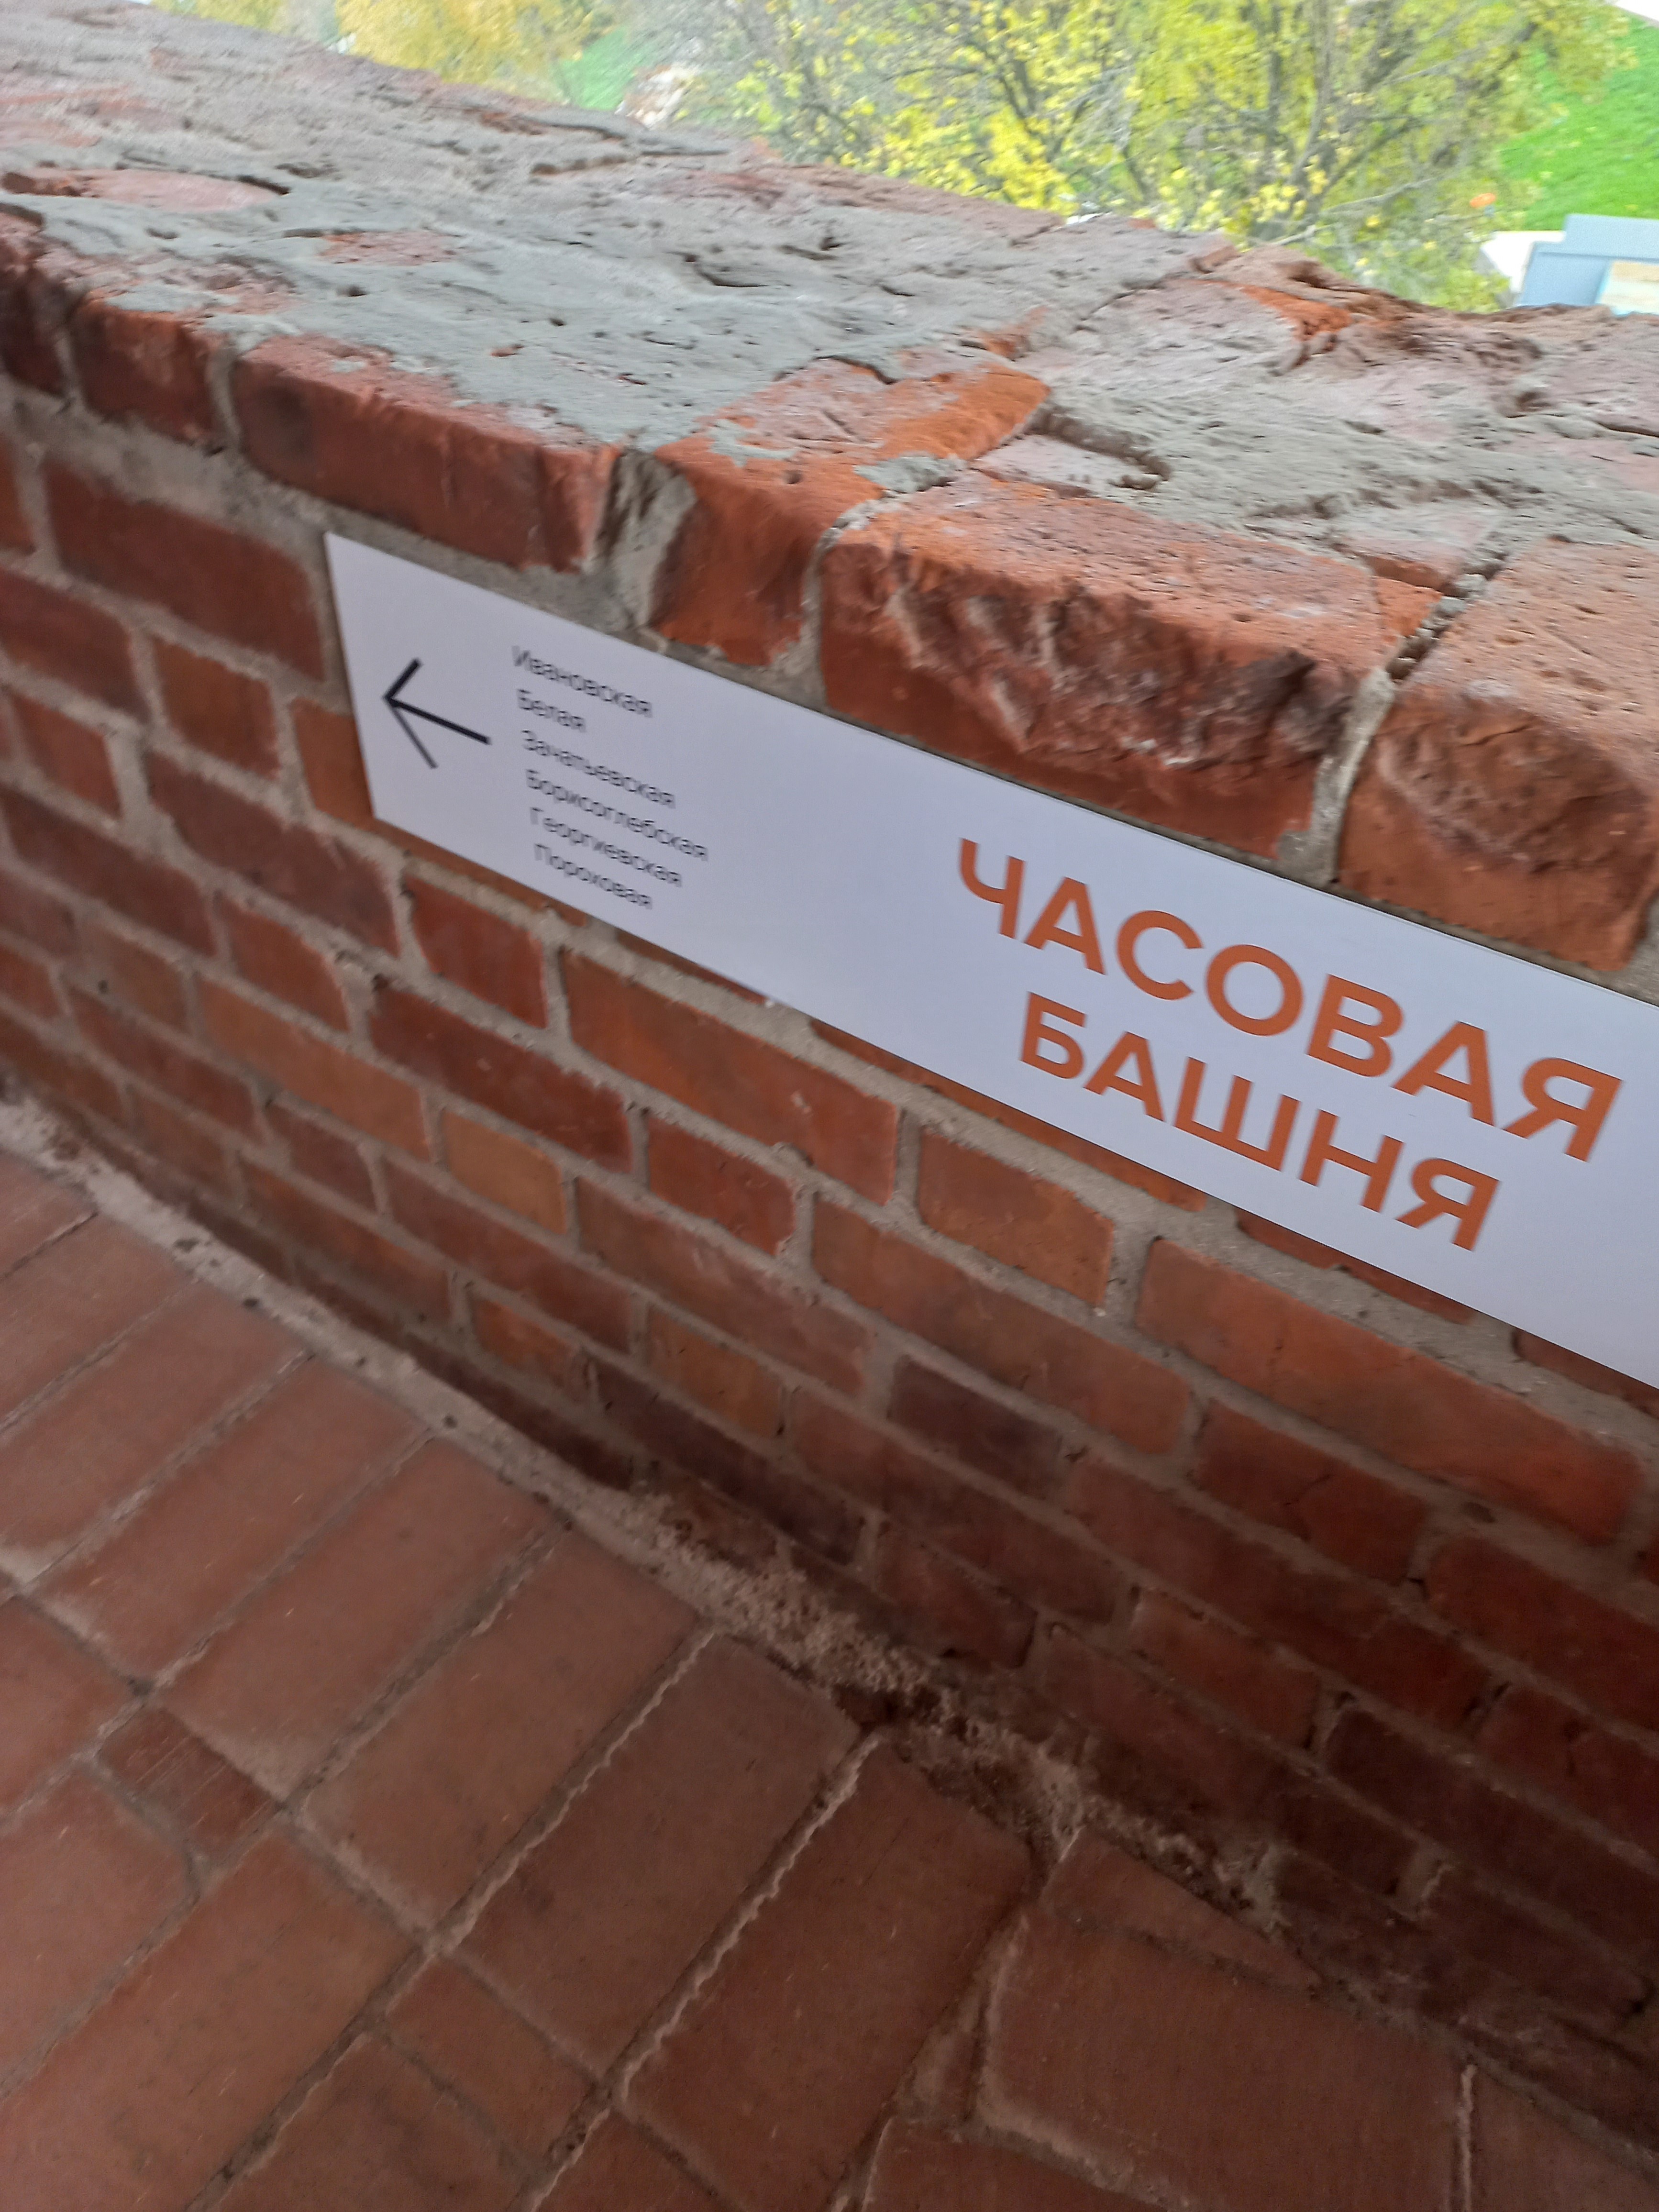 Ивановская
Белая
Зачатьевская
Борисоглебская
Георгиевская
Пороховая
ЧАСОВАЯ
БАШНЯ